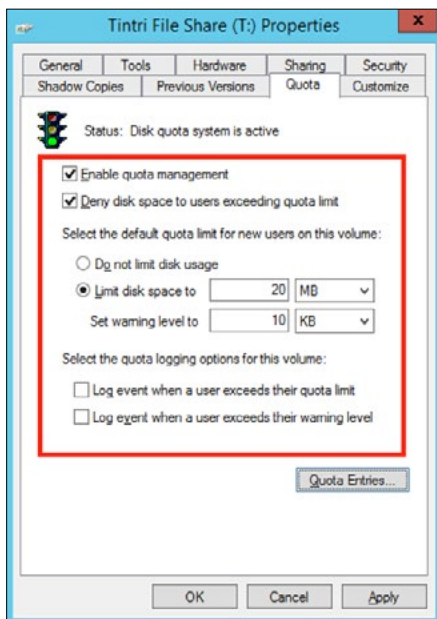 Tintri File Share (T:) Properties
x
General Tools Hardware Sharing Security
Shadow Copies Previous Versions Quota Customize
Status: Disk quota system is active
Enable quota management
Deny disk space to users exceeding quota limit
Select the default quota limit for new users on this volume:
Do not limit disk usage
Limit disk space to 20 MB
Set warning level to 10 KB
Select the quota logging options for this volume:
Log event when a user exceeds their quota limit
Log event when a user exceeds their warning level
Quota Entries...
OK Cancel Apply